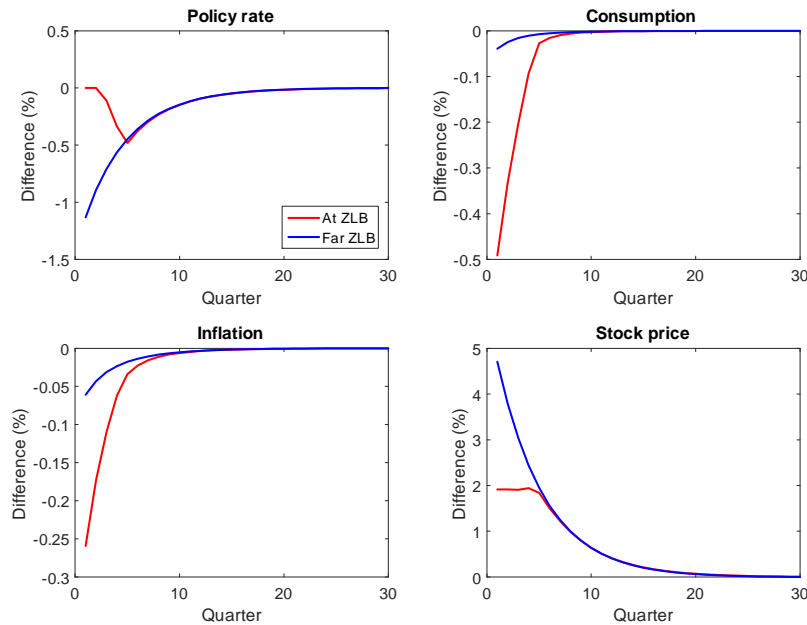 Policy rate
0.5
0
-0.5
-1
-1.5
Difference (%)
0 10 20 30
Quarter
At ZLB
Far ZLB
Consumption
0
-0.1
-0.2
-0.3
-0.4
-0.5
Difference (%)
0 10 20 30
Quarter
Inflation
0
-0.05
-0.1
-0.15
-0.2
-0.25
-0.3
Difference (%)
0 10 20 30
Quarter
Stock price
5
4
3
2
1
0
Difference (%)
0 10 20 30
Quarter